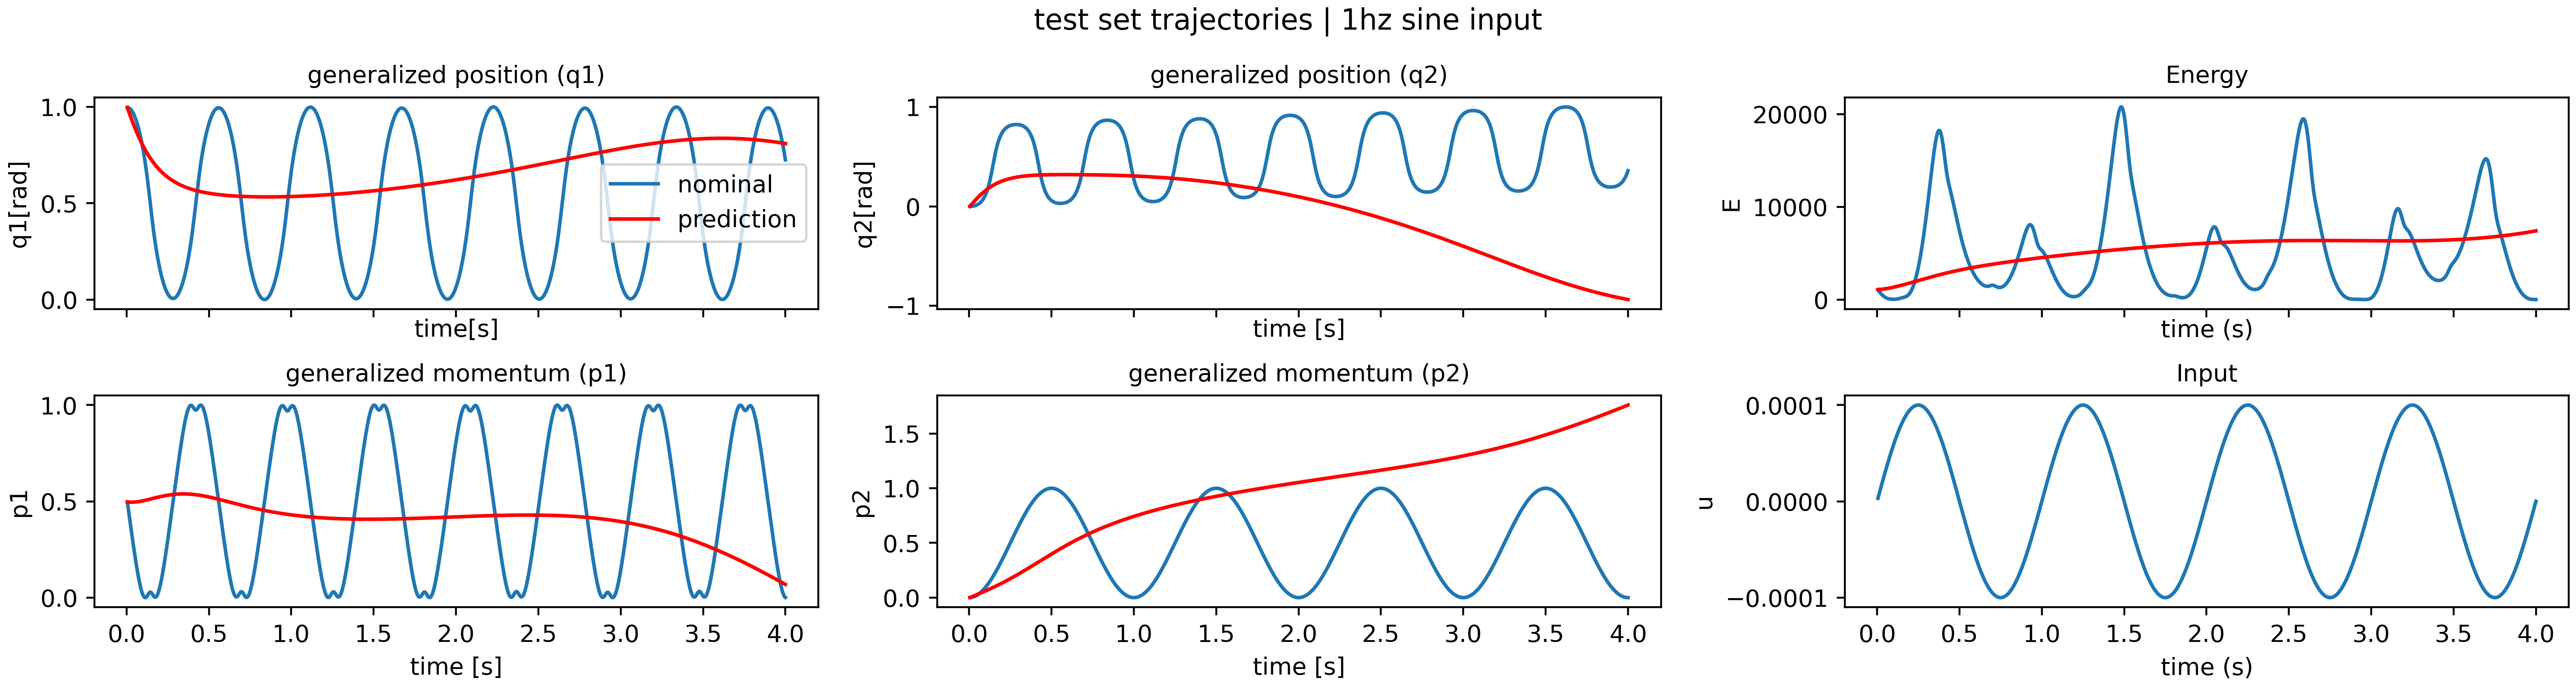 test set trajectories | 1hz sine input
generalized position (q1)
1.0
0.5
0.0
q1[rad]
nominal
prediction
time[s]
generalized position (q2)
1
0
−1
q2[rad]
time [s]
Energy
20000
10000
0
E
time (s)
generalized momentum (p1)
1.0
0.5
0.0
p1
0.0 0.5 1.0 1.5 2.0 2.5 3.0 3.5 4.0
time [s]
generalized momentum (p2)
1.5
1.0
0.5
0.0
p2
0.0 0.5 1.0 1.5 2.0 2.5 3.0 3.5 4.0
time [s]
Input
0.0001
0.0000
−0.0001
u
0.0 0.5 1.0 1.5 2.0 2.5 3.0 3.5 4.0
time (s)